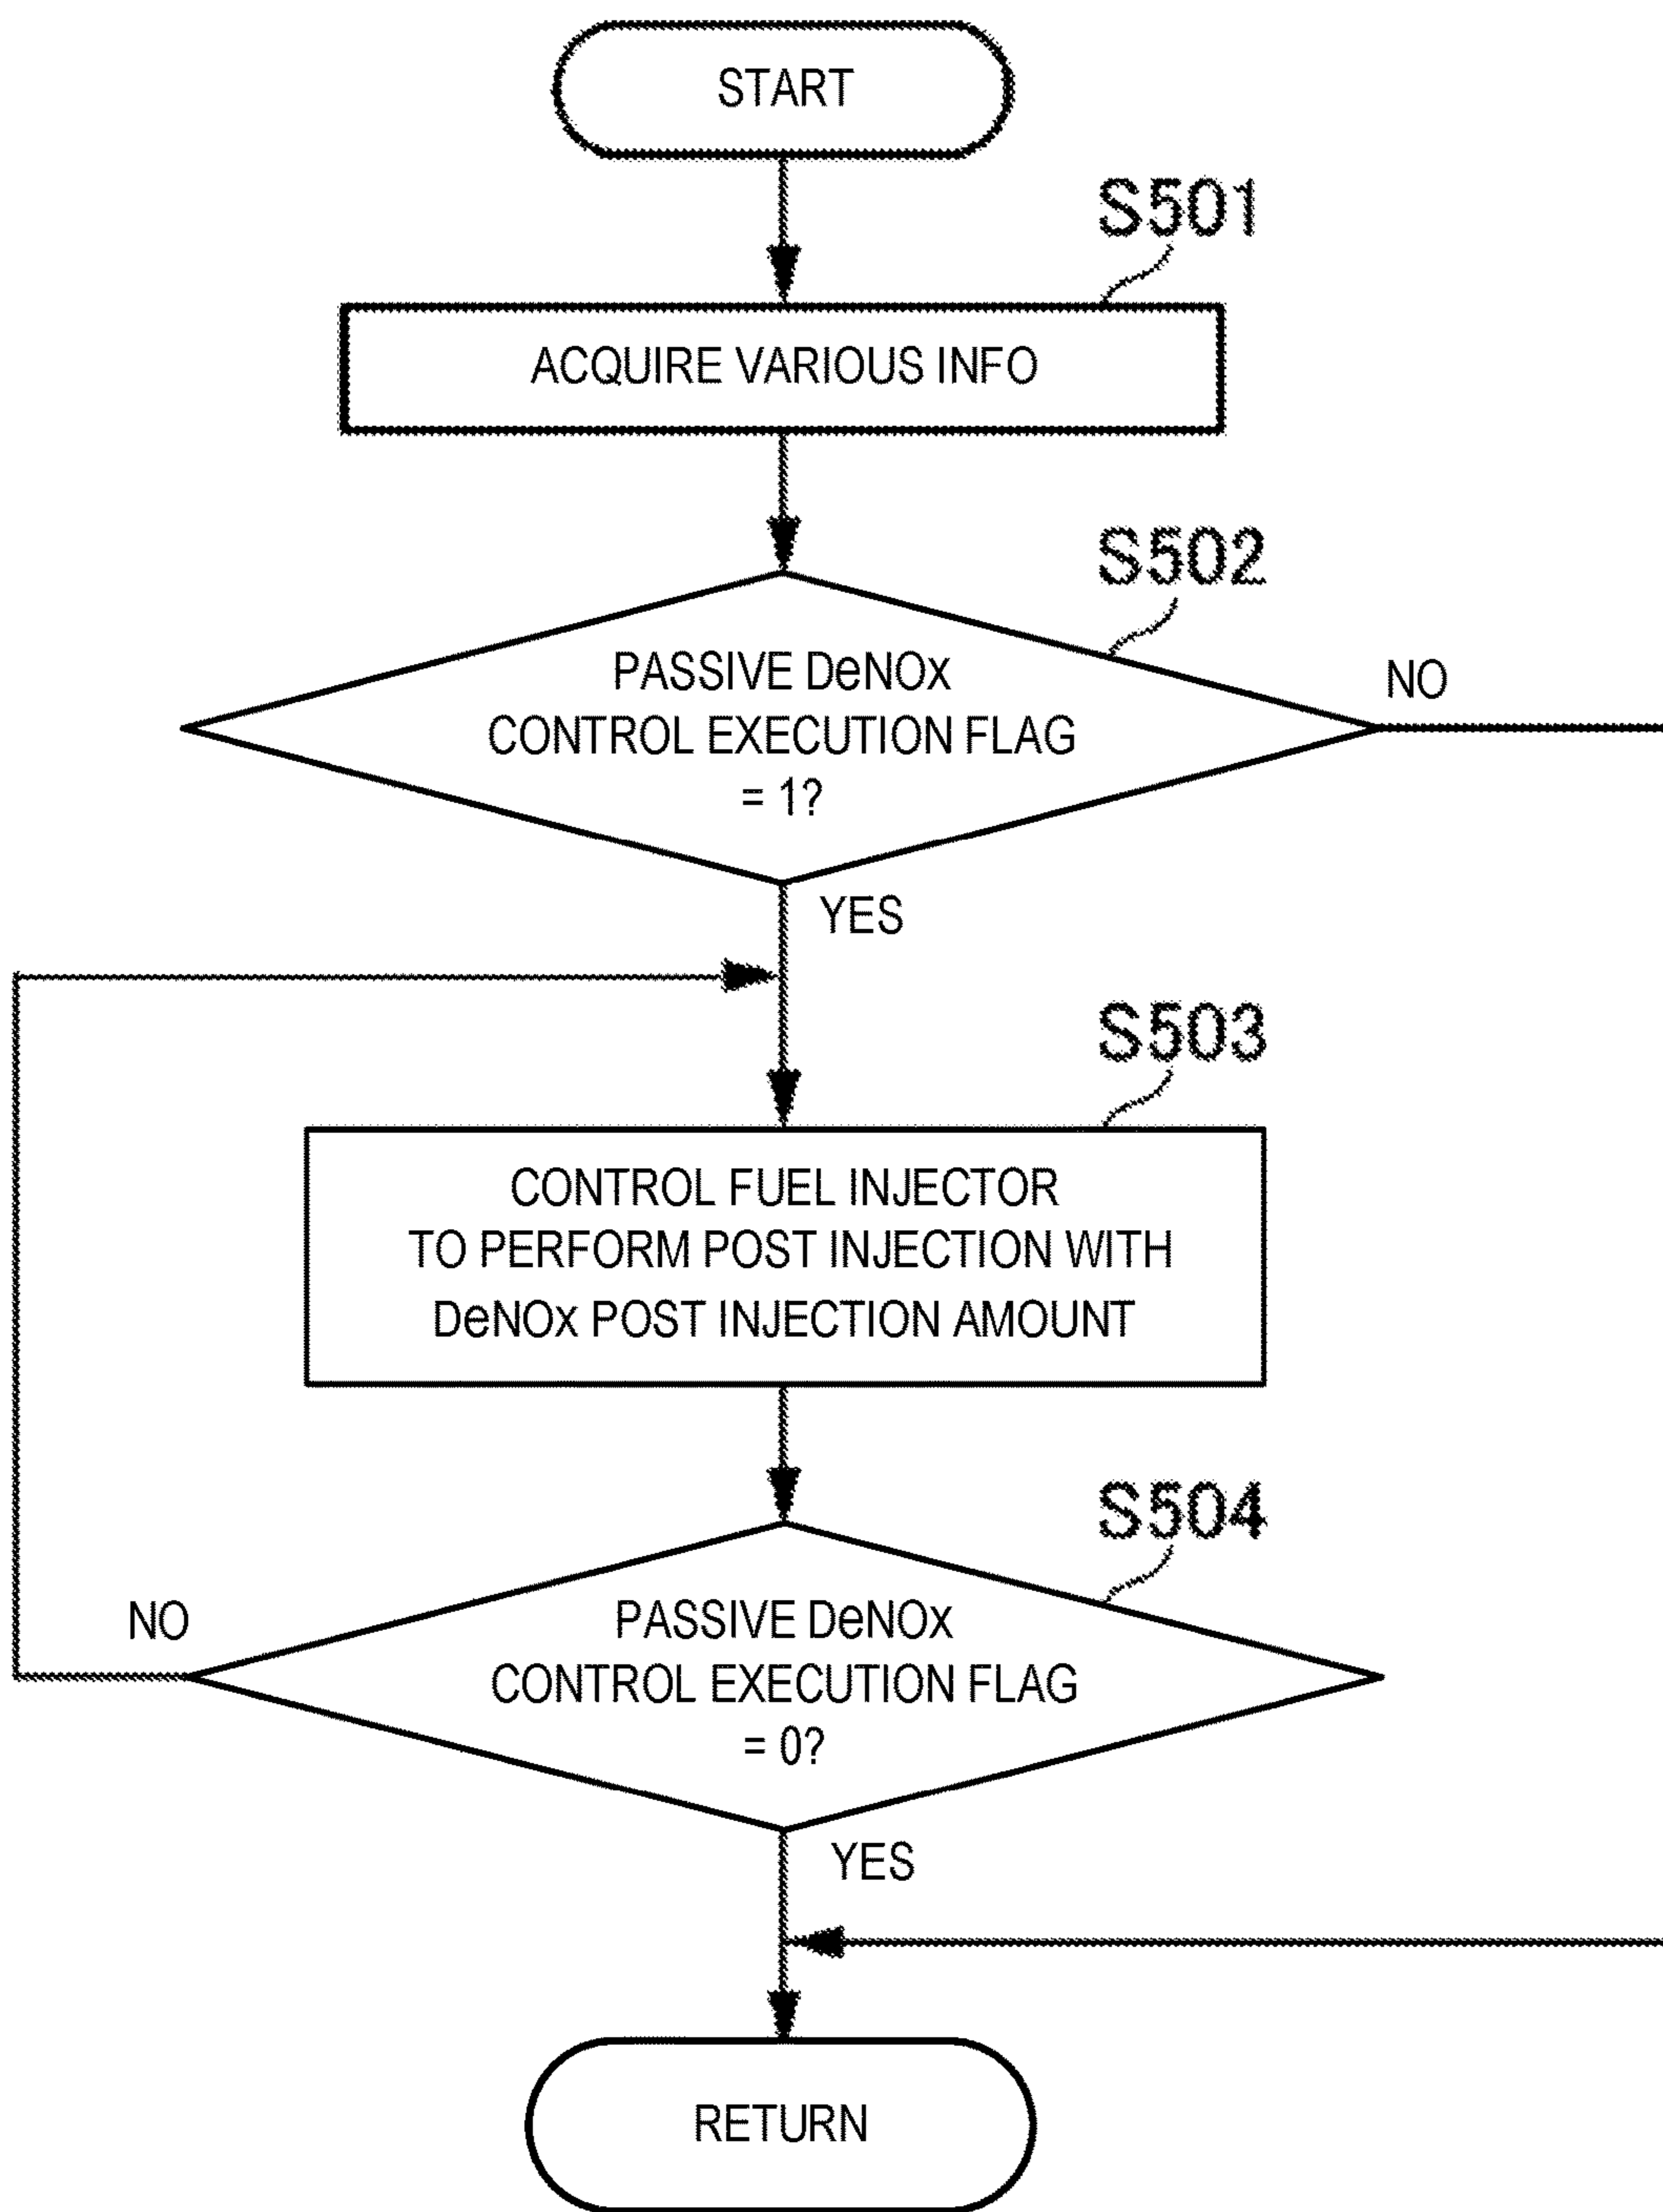 START
S501
ACQUIRE VARIOUS INFO
S502
PASSIVE DeNOx
CONTROL EXECUTION FLAG
= 1?
NO
YES
S503
CONTROL FUEL INJECTOR
TO PERFORM POST INJECTION WITH
DeNOx POST INJECTION AMOUNT
S504
NO
PASSIVE DeNOx
CONTROL EXECUTION FLAG
= 0?
YES
RETURN